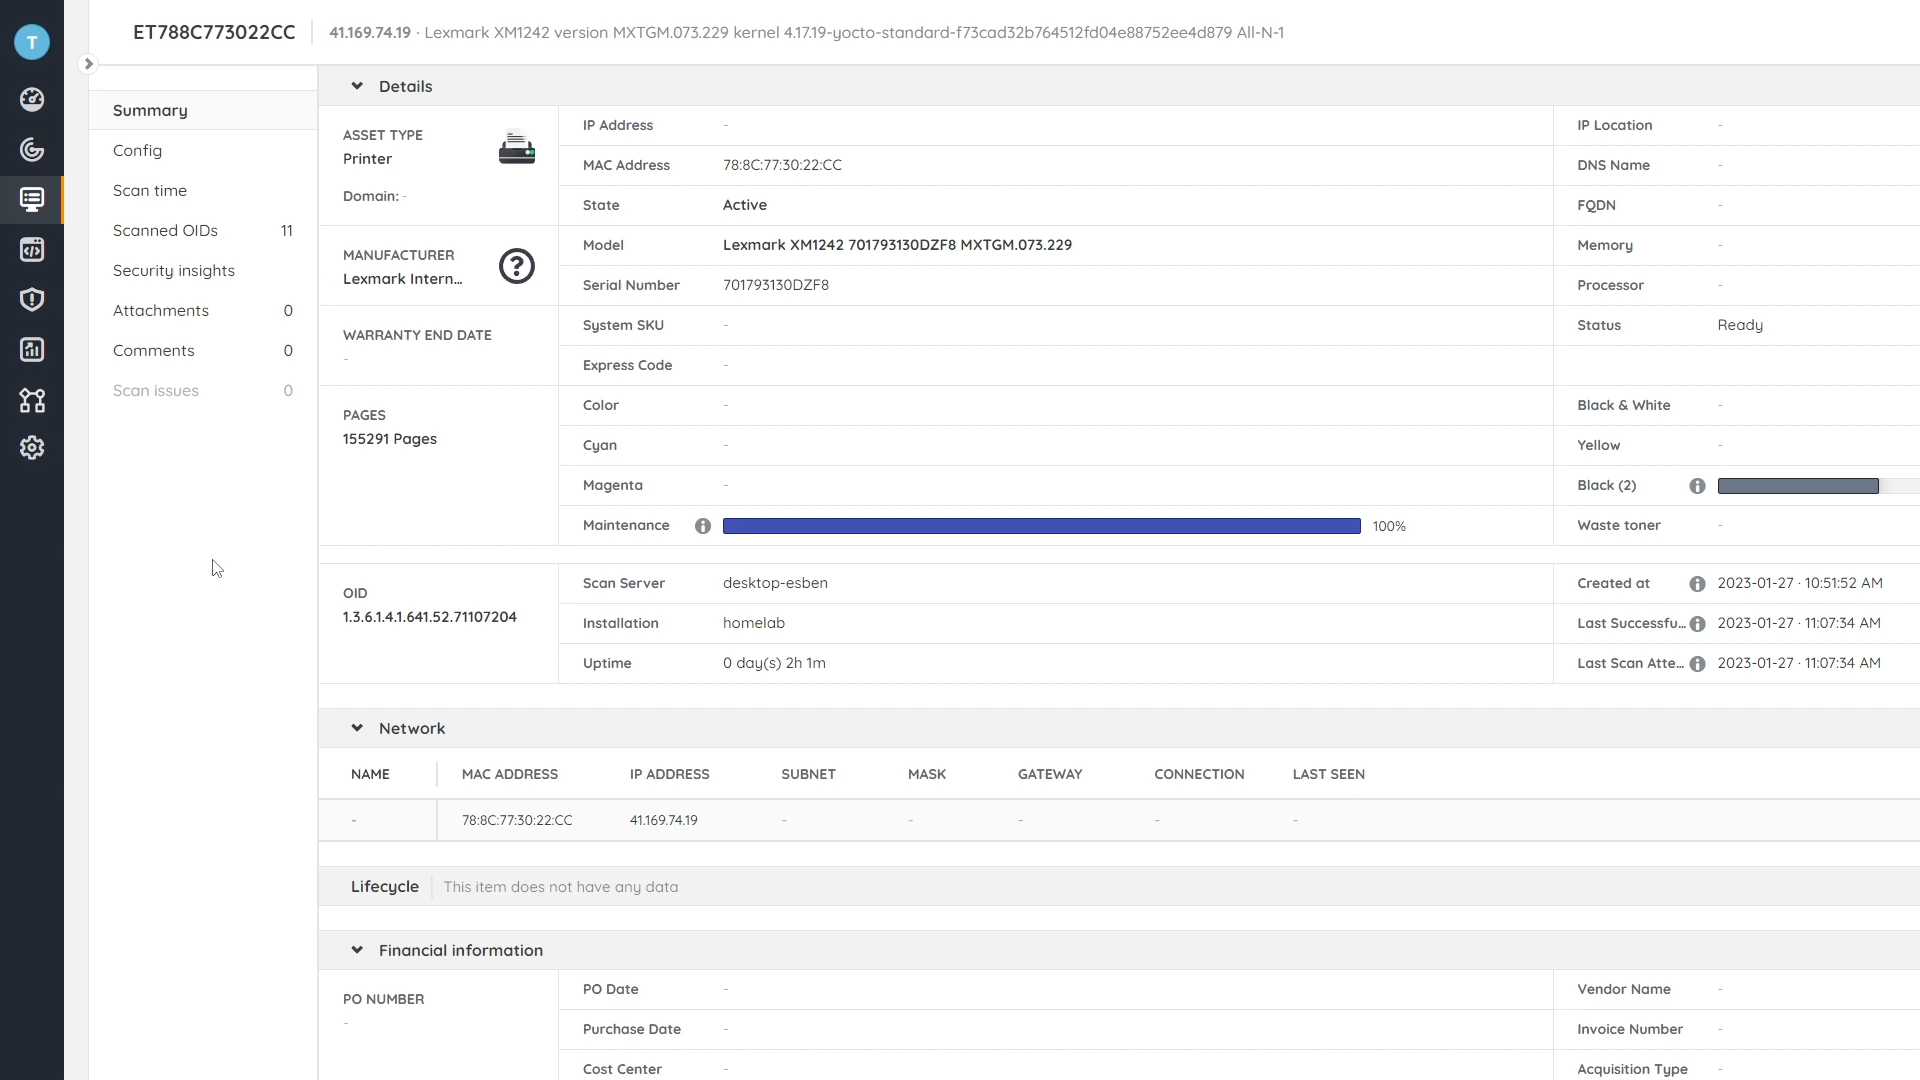 T
ET788C773022CC
41.169.74.19 · Lexmark XM1242 version MXTGM.073.229 kernel 4.17.19-yocto-standard-f73cad32b764512fd04e88752ee4d879 All-N-1
Summary
Config
Scan time
Scanned OIDs 11
Security insights
Attachments 0
Comments 0
Scan issues 0
Details
ASSET TYPE
Printer
Domain: -
MANUFACTURER
Lexmark Intern...
WARRANTY END DATE
-
PAGES
155291 Pages
IP Address -
MAC Address 78:8C:77:30:22:CC
State Active
Model Lexmark XM1242 701793130DZF8 MXTGM.073.229
Serial Number 701793130DZF8
System SKU -
Express Code -
Color -
Cyan -
Magenta -
Maintenance 100%
IP Location -
DNS Name -
FQDN -
Memory -
Processor -
Status Ready
Black & White -
Yellow -
Black (2)
Waste toner -
OID
1.3.6.1.4.1.641.52.71107204
Scan Server desktop-esben
Installation homelab
Uptime 0 day(s) 2h 1m
Created at 2023-01-27 · 10:51:52 AM
Last Successfu... 2023-01-27 · 11:07:34 AM
Last Scan Atte... 2023-01-27 · 11:07:34 AM
Network
NAME MAC ADDRESS IP ADDRESS SUBNET MASK GATEWAY CONNECTION LAST SEEN
- 78:8C:77:30:22:CC 41.169.74.19 - - - - -
Lifecycle This item does not have any data
Financial information
PO NUMBER
-
PO Date -
Purchase Date -
Cost Center -
Vendor Name -
Invoice Number -
Acquisition Type -